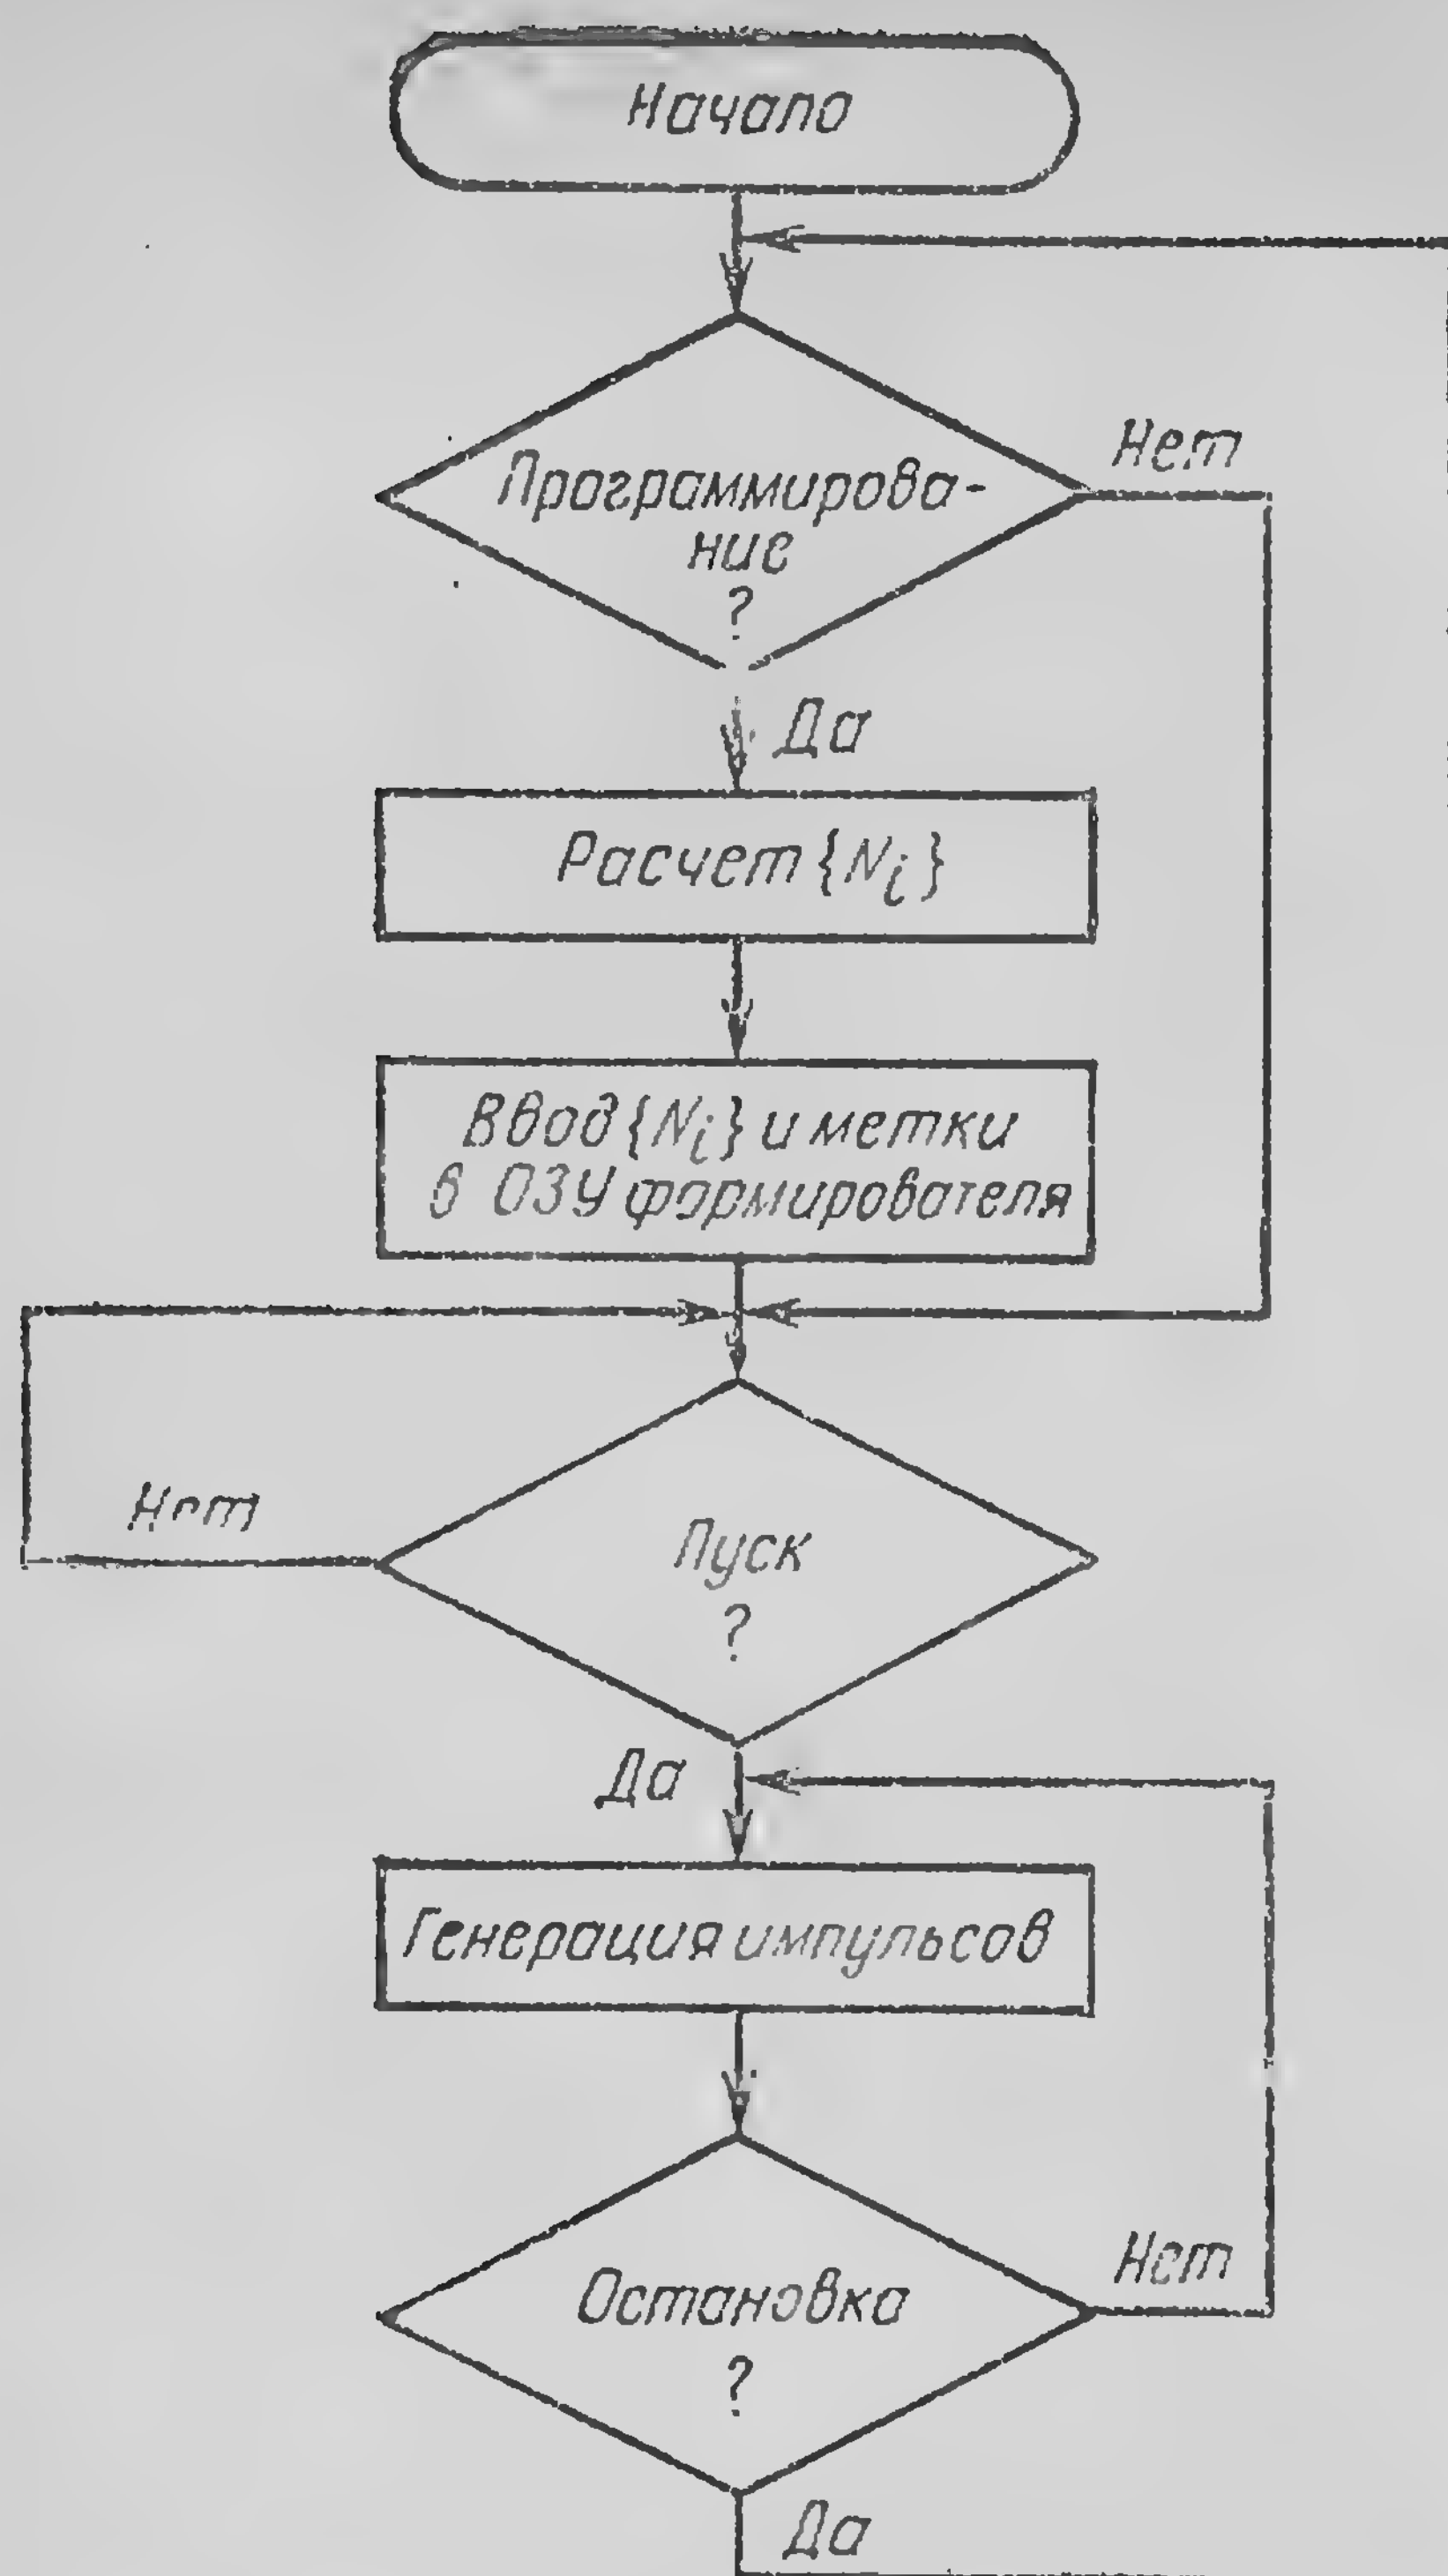 Начало
Нет
Программирова-
ние
?
Да
Расчет {Nᵢ}
Ввод {Nᵢ} и метки
в ОЗУ формирователя
Нет
Пуск
?
Да
Генерация импульсов
Нет
Остановка
?
Да